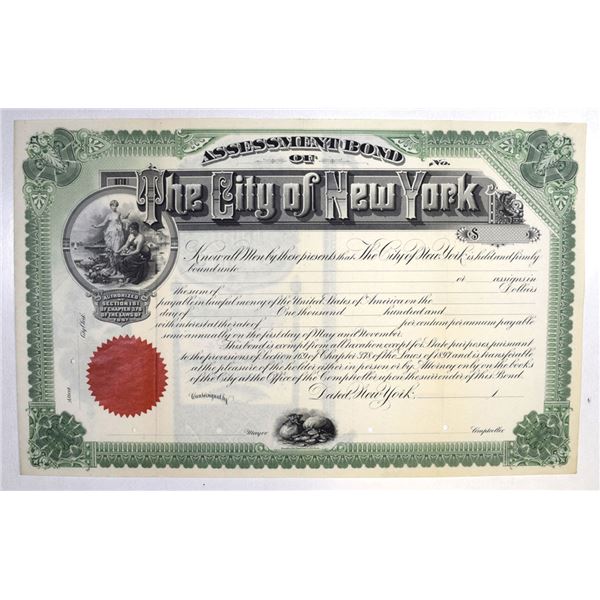 ASSESSMENT BOND
OF
No.
The City of New York
$
Know all Men by these presents that The City of New York is held and firmly
bound unto
or assigns in
the sum of Dollars
payable in lawful money of the United States of America on the
day of One thousand hundred and
with interest at the rate of per centum per annum payable
semi-annually on the first day of May and November.
This bond is exempt from all taxation, except for State purposes, pursuant
to the provisions of Section 169 of Chapter 378 of the Laws of 1897 and is transferable
at the pleasure of the holder either in person or by Attorney only on the books
of the City at the Office of the Comptroller upon the surrender of this Bond.
Dated New York, 1
AUTHORIZED
SECTION 181
OF CHAPTER 378
OF THE LAWS OF
1897
City Clerk
Attest
Countersigned by
Mayor
Comptroller